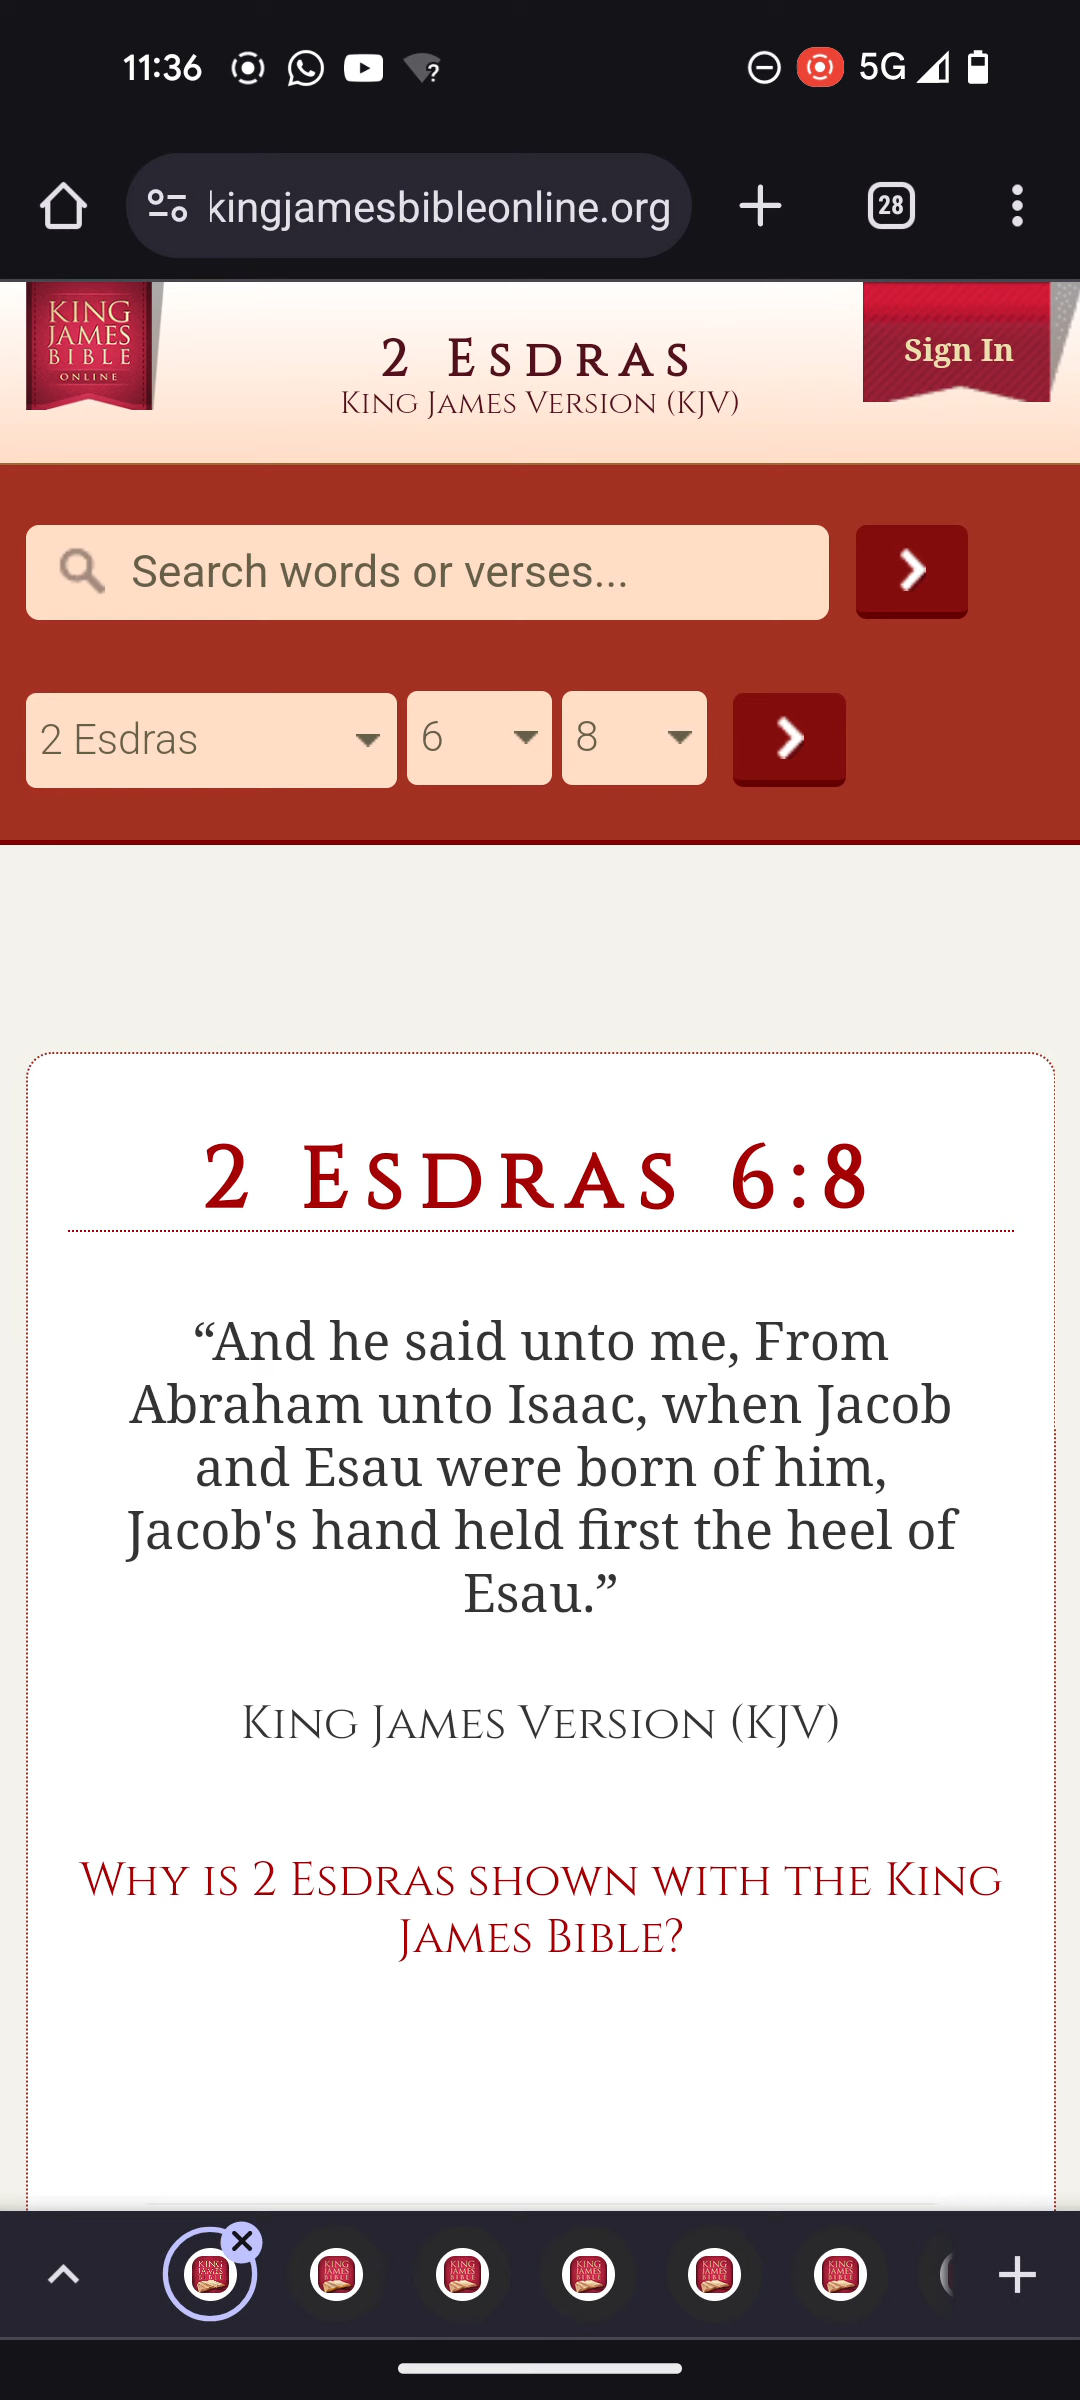 11:36
5G
kingjamesbibleonline.org
28
KING
JAMES
BIBLE
ONLINE
2 Esdras
King James Version (KJV)
Sign In
Search words or verses...
2 Esdras
6
8
2 Esdras 6:8
“And he said unto me, From
Abraham unto Isaac, when Jacob
and Esau were born of him,
Jacob's hand held first the heel of
Esau.”
King James Version (KJV)
Why is 2 Esdras shown with the King
James Bible?